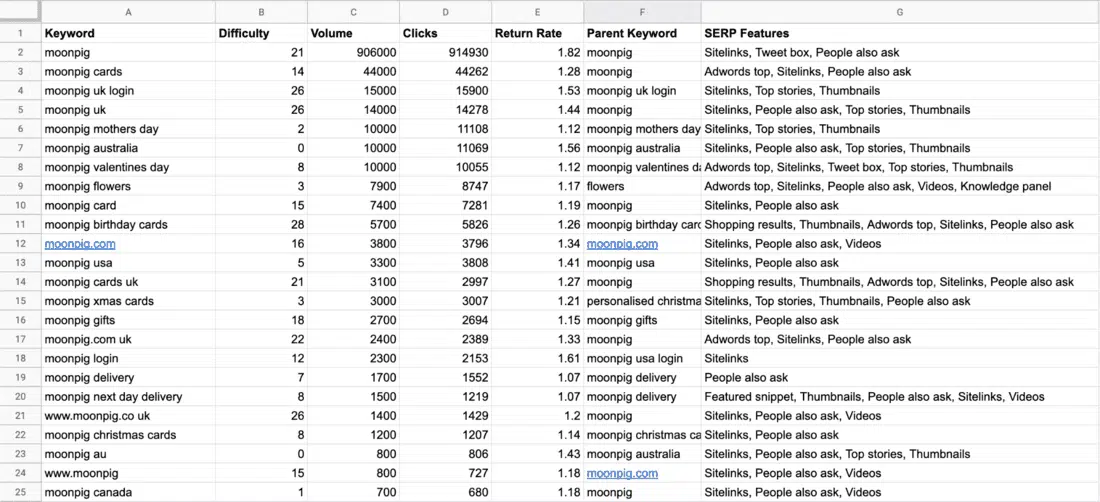 A B C D E F G
1 Keyword Difficulty Volume Clicks Return Rate Parent Keyword SERP Features
2 moonpig 21 906000 914930 1.82 moonpig Sitelinks, Tweet box, People also ask
3 moonpig cards 14 44000 44262 1.28 moonpig Adwords top, Sitelinks, People also ask
4 moonpig uk login 26 15000 15900 1.53 moonpig uk login Sitelinks, Top stories, Thumbnails
5 moonpig uk 26 14000 14278 1.44 moonpig Sitelinks, People also ask, Top stories, Thumbnails
6 moonpig mothers day 2 10000 11108 1.12 moonpig mothers day Sitelinks, Top stories, Thumbnails
7 moonpig australia 0 10000 11069 1.56 moonpig australia Sitelinks, People also ask, Top stories, Thumbnails
8 moonpig valentines day 8 10000 10055 1.12 moonpig valentines da Adwords top, Sitelinks, Tweet box, Top stories, Thumbnails
9 moonpig flowers 3 7900 8747 1.17 flowers Adwords top, Sitelinks, People also ask, Videos, Knowledge panel
10 moonpig card 15 7400 7281 1.19 moonpig Sitelinks, People also ask
11 moonpig birthday cards 28 5700 5826 1.26 moonpig birthday card Shopping results, Thumbnails, Adwords top, Sitelinks, People also ask
12 moonpig.com 16 3800 3796 1.34 moonpig.com Sitelinks, People also ask, Videos
13 moonpig usa 5 3300 3808 1.41 moonpig usa Sitelinks, People also ask
14 moonpig cards uk 21 3100 2997 1.27 moonpig Shopping results, Thumbnails, Adwords top, Sitelinks, People also ask
15 moonpig xmas cards 3 3000 3007 1.21 personalised christma Sitelinks, Top stories, Thumbnails, People also ask
16 moonpig gifts 18 2700 2694 1.15 moonpig gifts Sitelinks, People also ask
17 moonpig.com uk 22 2400 2389 1.33 moonpig Adwords top, Sitelinks, People also ask
18 moonpig login 12 2300 2153 1.61 moonpig usa login Sitelinks
19 moonpig delivery 7 1700 1552 1.07 moonpig delivery People also ask
20 moonpig next day delivery 8 1500 1219 1.07 moonpig delivery Featured snippet, Thumbnails, People also ask, Sitelinks, Videos
21 www.moonpig.co uk 26 1400 1429 1.2 moonpig Sitelinks, People also ask, Videos
22 moonpig christmas cards 8 1200 1207 1.14 moonpig christmas ca Sitelinks, People also ask
23 moonpig au 0 800 806 1.43 moonpig australia Sitelinks, People also ask, Top stories, Thumbnails
24 www.moonpig 15 800 727 1.18 moonpig.com Sitelinks, People also ask, Videos
25 moonpig canada 1 700 680 1.18 moonpig Sitelinks, People also ask